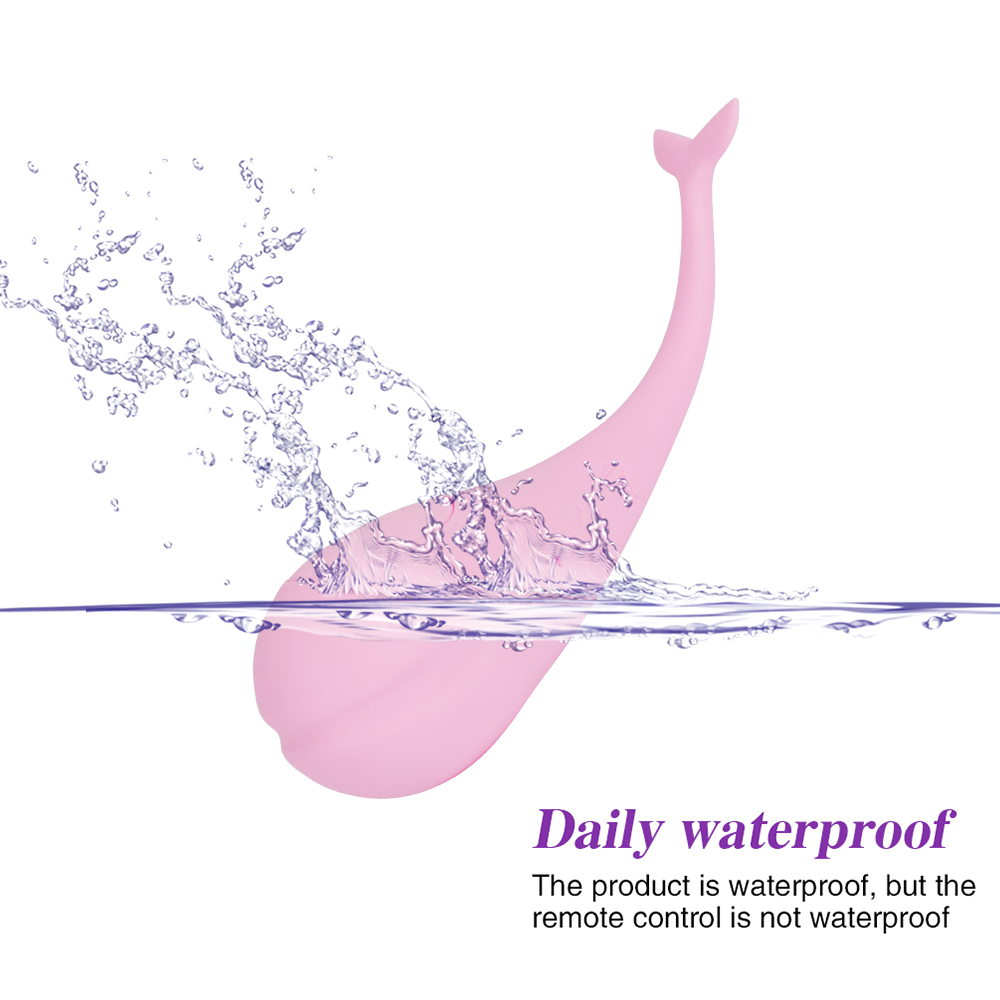 Daily waterproof
The product is waterproof, but the
remote control is not waterproof